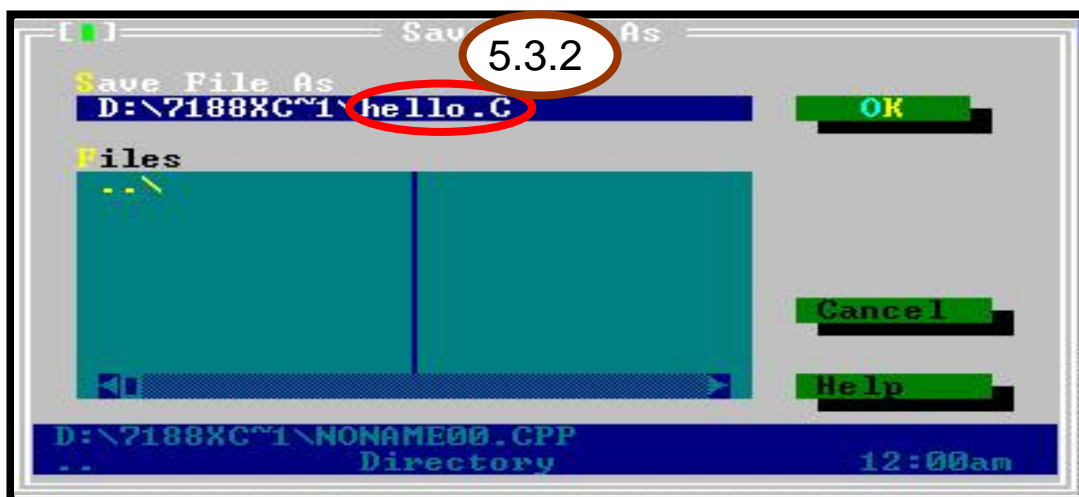 [■] Sav As
5.3.2
Save File As
D:\7188XC~1\hello.C
OK
Files
..\
Cancel
Help
D:\7188XC~1\NONAME00.CPP
.. Directory 12:00am